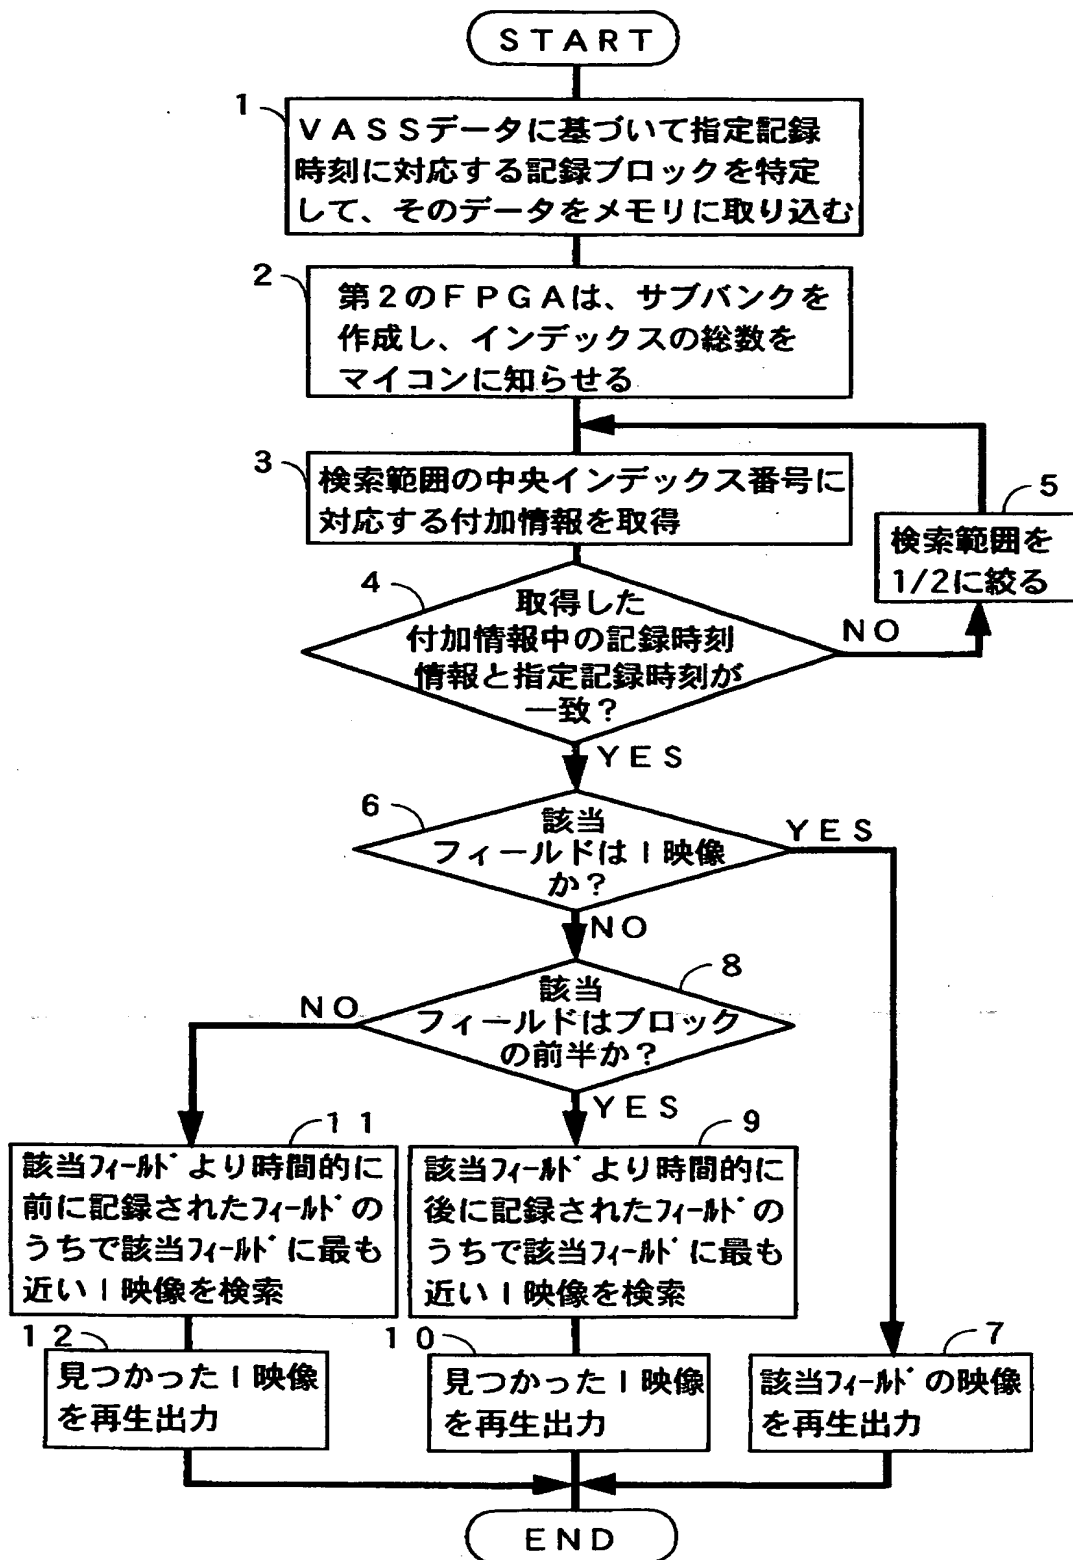 ＳＴＡＲＴ
1
ＶＡＳＳデータに基づいて指定記録
時刻に対応する記録ブロックを特定
して、そのデータをメモリに取り込む
2
第2のＦＰＧＡは、サブバンクを
作成し、インデックスの総数を
マイコンに知らせる
3
検索範囲の中央インデックス番号に
対応する付加情報を取得
5
検索範囲を
1/2に絞る
4
取得した
付加情報中の記録時刻
情報と指定記録時刻が
一致？
ＮＯ
ＹＥＳ
6
該当
フィールドはＩ映像
か？
ＹＥＳ
ＮＯ
8
該当
フィールドはブロック
の前半か？
ＮＯ
ＹＥＳ
１１
該当ﾌｨｰﾙﾄﾞより時間的に
前に記録されたﾌｨｰﾙﾄﾞの
うちで該当ﾌｨｰﾙﾄﾞに最も
近いＩ映像を検索
9
該当ﾌｨｰﾙﾄﾞより時間的に
後に記録されたﾌｨｰﾙﾄﾞの
うちで該当ﾌｨｰﾙﾄﾞに最も
近いＩ映像を検索
１２
見つかったＩ映像
を再生出力
１０
見つかったＩ映像
を再生出力
7
該当ﾌｨｰﾙﾄﾞの映像
を再生出力
ＥＮＤ